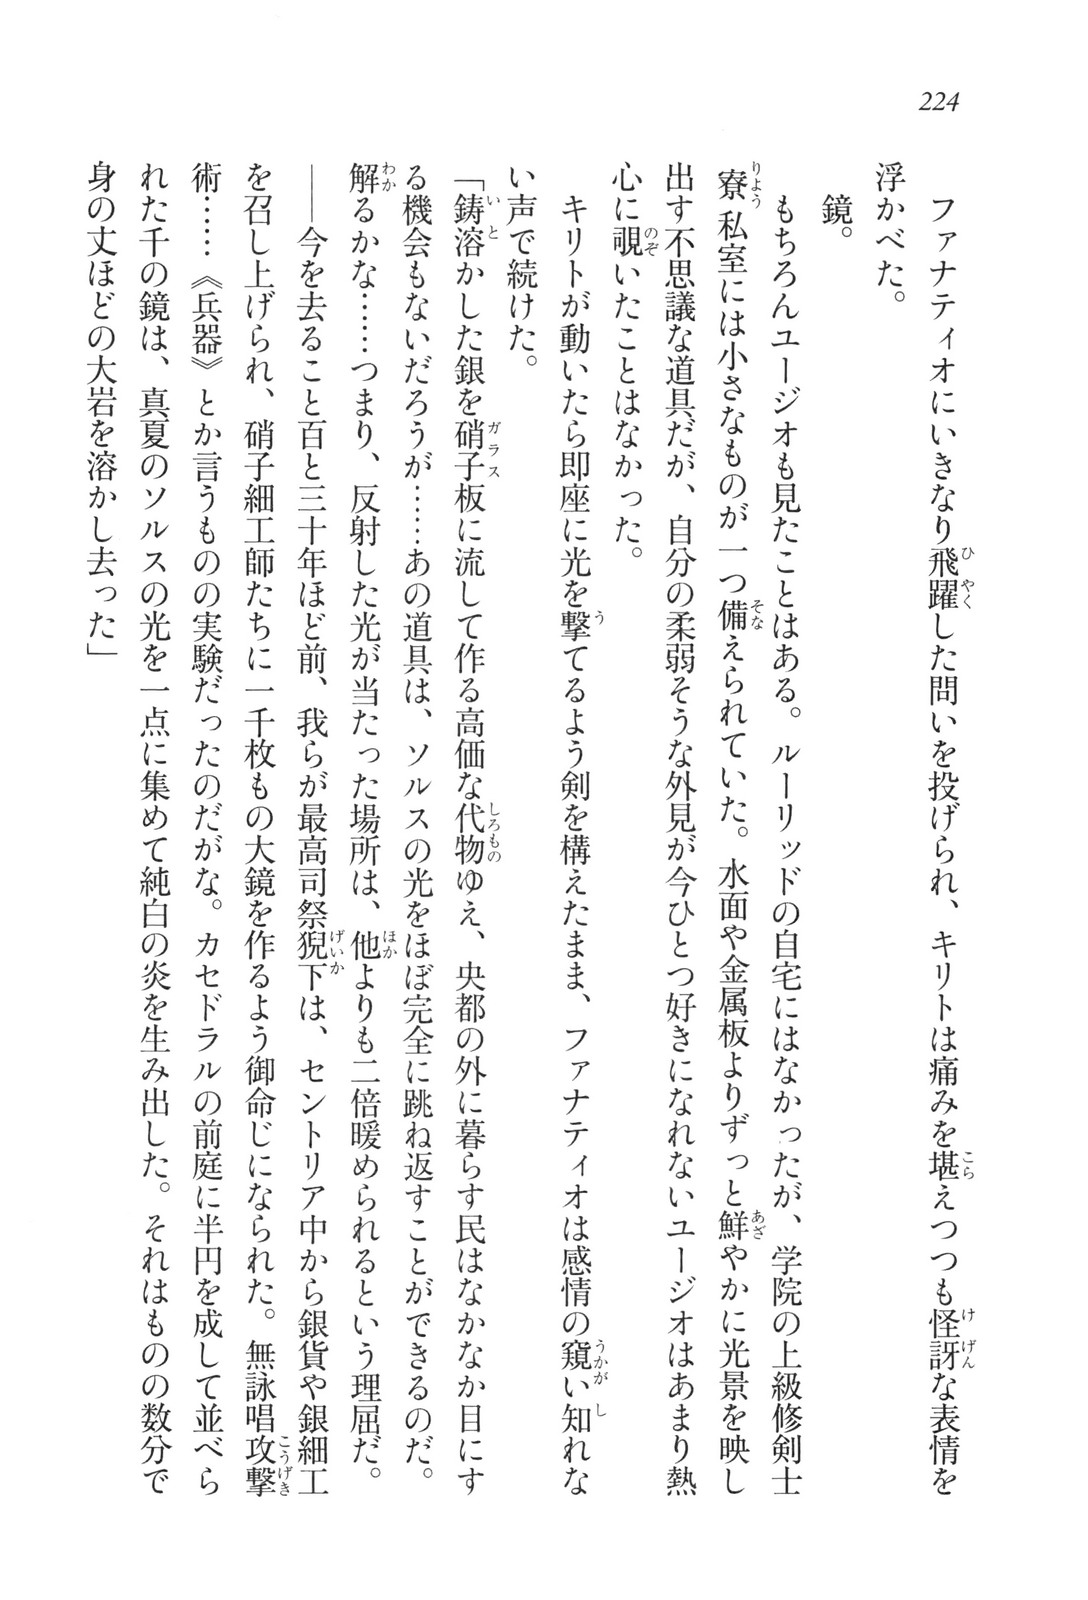 224
ファナティオにいきなり飛躍した問いを投げられ、キリトは痛みを堪えつつも怪訝な表情を
浮かべた。
鏡。
もちろんユージオも見たことはある。ルーリッドの自宅にはなかったが、学院の上級修剣士
寮私室には小さなものが一つ備えられていた。水面や金属板よりずっと鮮やかに光景を映し
出す不思議な道具だが、自分の柔弱そうな外見が今ひとつ好きになれないユージオはあまり熱
心に覗いたことはなかった。
キリトが動いたら即座に光を撃てるよう剣を構えたまま、ファナティオは感情の窺い知れな
い声で続けた。
「鋳溶かした銀を硝子板に流して作る高価な代物ゆえ、央都の外に暮らす民はなかなか目にす
る機会もないだろうが……あの道具は、ソルスの光をほぼ完全に跳ね返すことができるのだ。
解るかな……つまり、反射した光が当たった場所は、他よりも二倍暖められるという理屈だ。
――今を去ること百と三十年ほど前、我らが最高司祭猊下は、セントリア中から銀貨や銀細工
を召し上げられ、硝子細工師たちに一千枚もの大鏡を作るよう御命じになられた。無詠唱攻撃
術……《兵器》とか言うものの実験だったのだがな。カセドラルの前庭に半円を成して並べら
れた千の鏡は、真夏のソルスの光を一点に集めて純白の炎を生み出した。それはものの数分で
身の丈ほどの大岩を溶かし去った」